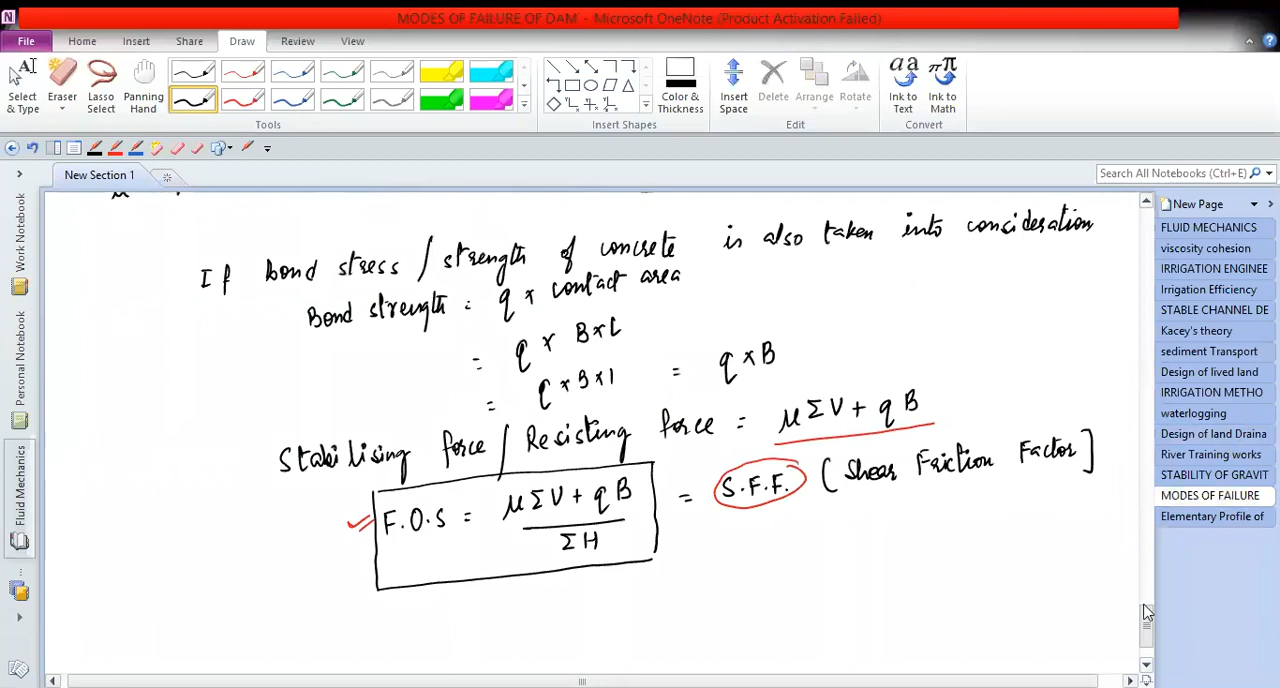 MODES OF FAILURE OF DAM - Microsoft OneNote (Product Activation Failed)
File Home Insert Share Draw Review View
Select & Type
Eraser
Lasso Select
Panning Hand
Color & Thickness
Insert Space
Delete
Arrange
Rotate
Ink to Text
Ink to Math
Tools
Insert Shapes
Edit
Convert
New Section 1
Search All Notebooks (Ctrl+E)
Work Notebook
Personal Notebook
Fluid Mechanics
If bond stress / strength of concrete is also taken into consideration
Bond strength = q × contact area
= q × B×L
= q × B×1 = q×B
Stabilising force / Resisting force = μΣV + qB
F.O.S = (μΣV + qB) / ΣH = S.F.F. (Shear Friction Factor]
New Page
FLUID MECHANICS
viscosity cohesion
IRRIGATION ENGINEE
Irrigation Efficiency
STABLE CHANNEL DE
Kacey's theory
sediment Transport
Design of lived land
IRRIGATION METHO
waterlogging
Design of land Draina
River Training works
STABILITY OF GRAVIT
MODES OF FAILURE
Elementary Profile of